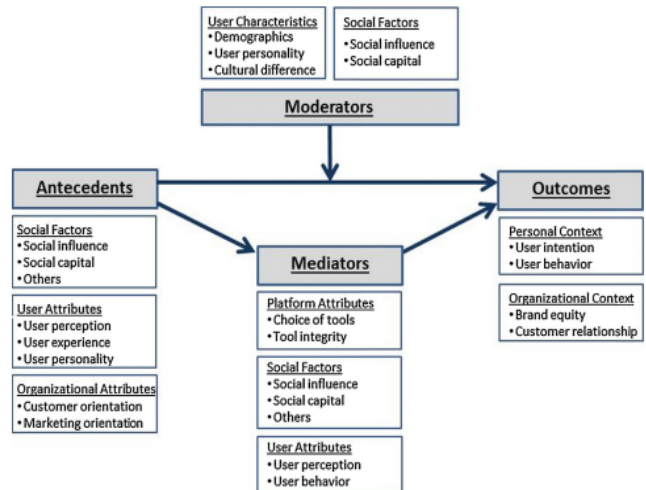 User Characteristics
•Demographics
•User personality
•Cultural difference
Social Factors
•Social influence
•Social capital
Moderators
Antecedents
Social Factors
•Social influence
•Social capital
•Others
User Attributes
•User perception
•User experience
•User personality
Organizational Attributes
•Customer orientation
•Marketing orientation
Mediators
Platform Attributes
•Choice of tools
•Tool integrity
Social Factors
•Social influence
•Social capital
•Others
User Attributes
•User perception
•User behavior
Outcomes
Personal Context
•User intention
•User behavior
Organizational Context
•Brand equity
•Customer relationship